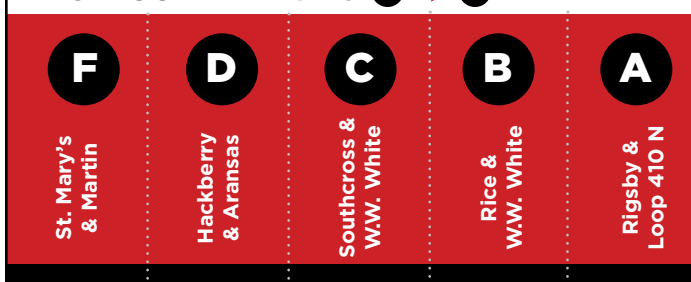 F
St. Mary's
& Martin
D
Hackberry
& Aransas
C
Southcross &
W.W. White
B
Rice &
W.W. White
A
Rigsby &
Loop 410 N